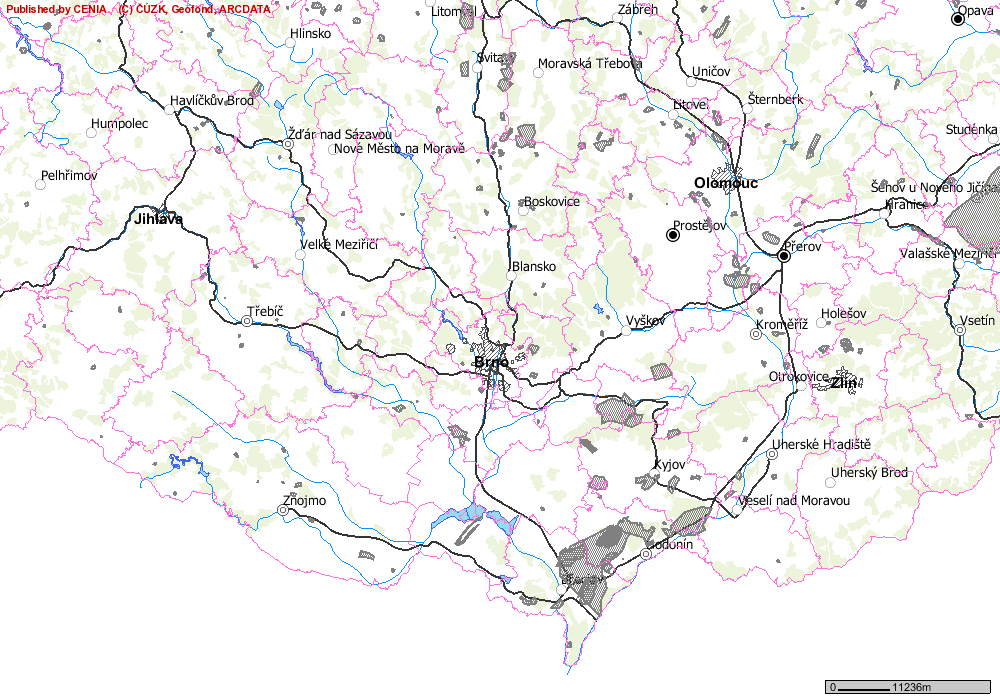 Published by CENIA (C) ČÚZK, Geofond, ARCDATA
Litom
Zábřeh
Opava
Hlinsko
Svita
Moravská Třebova
Uničov
Havlíčkův Brod
Litovel
Šternberk
Humpolec
Žďár nad Sázavou
Nové Město na Moravě
Studénka
Pelhřimov
Olomouc
Šenov u Nového Jičína
Hranice
Jihlava
Boskovice
Prostějov
Velké Meziříčí
Přerov
Valašské Meziříčí
Blansko
Třebíč
Vyškov
Kroměříž
Holešov
Vsetín
Brno
Otrokovice
Zlín
Uherské Hradiště
Kyjov
Uherský Brod
Znojmo
Veselí nad Moravou
Hodonín
0 11236m